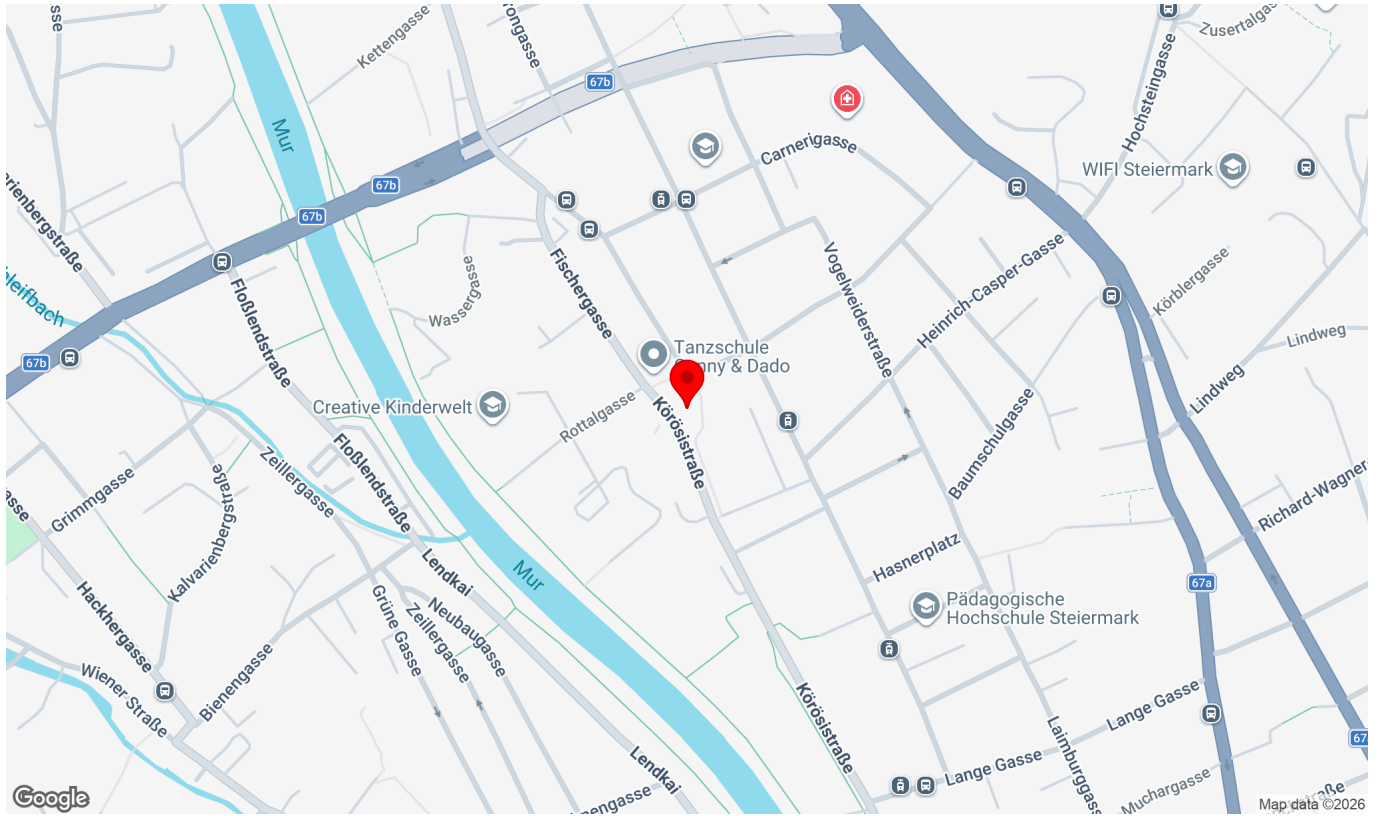 Kettengasse
67b
Zusertalgas
Hochsteingasse
Mur
Carnerigasse
WIFI Steiermark
67b
67b
Heinrich-Casper-Gasse
Vogelweiderstraße
Körblergasse
Fischergasse
Wassergasse
Floßlendstraße
Lindweg
67b
Tanzschule
& Dado
Creative Kinderwelt
Rottalgasse
Körösistraße
Lindweg
Baumschulgasse
Floßlendstraße
Zeillergasse
Grimmgasse
Kalvarienbergstraße
Richard-Wagner-
Hasnerplatz
Lendkai
Mur
67a
Pädagogische
Hochschule Steiermark
Hackhergasse
Grüne Gasse
Zeillergasse
Neubaugasse
Wiener Straße
Bienengasse
Körösistraße
Lange Gasse
Laimburggasse
Lange Gasse
Lendkai
Muchargasse
Google
Map data ©2026